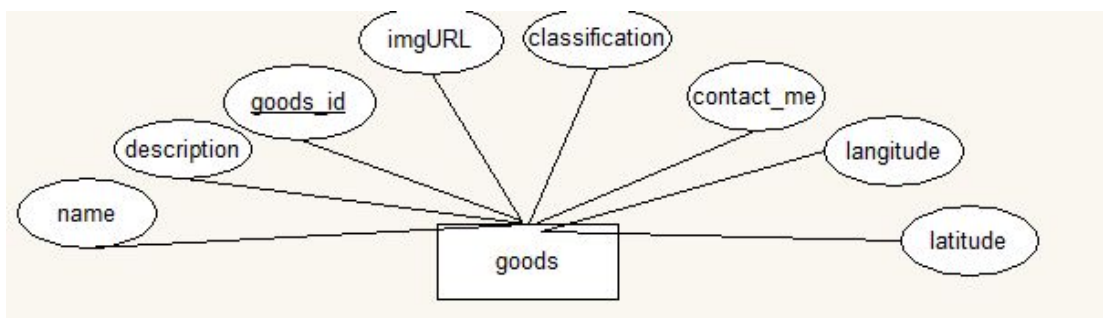 imgURL
classification
goods_id
contact_me
description
langitude
name
latitude
goods